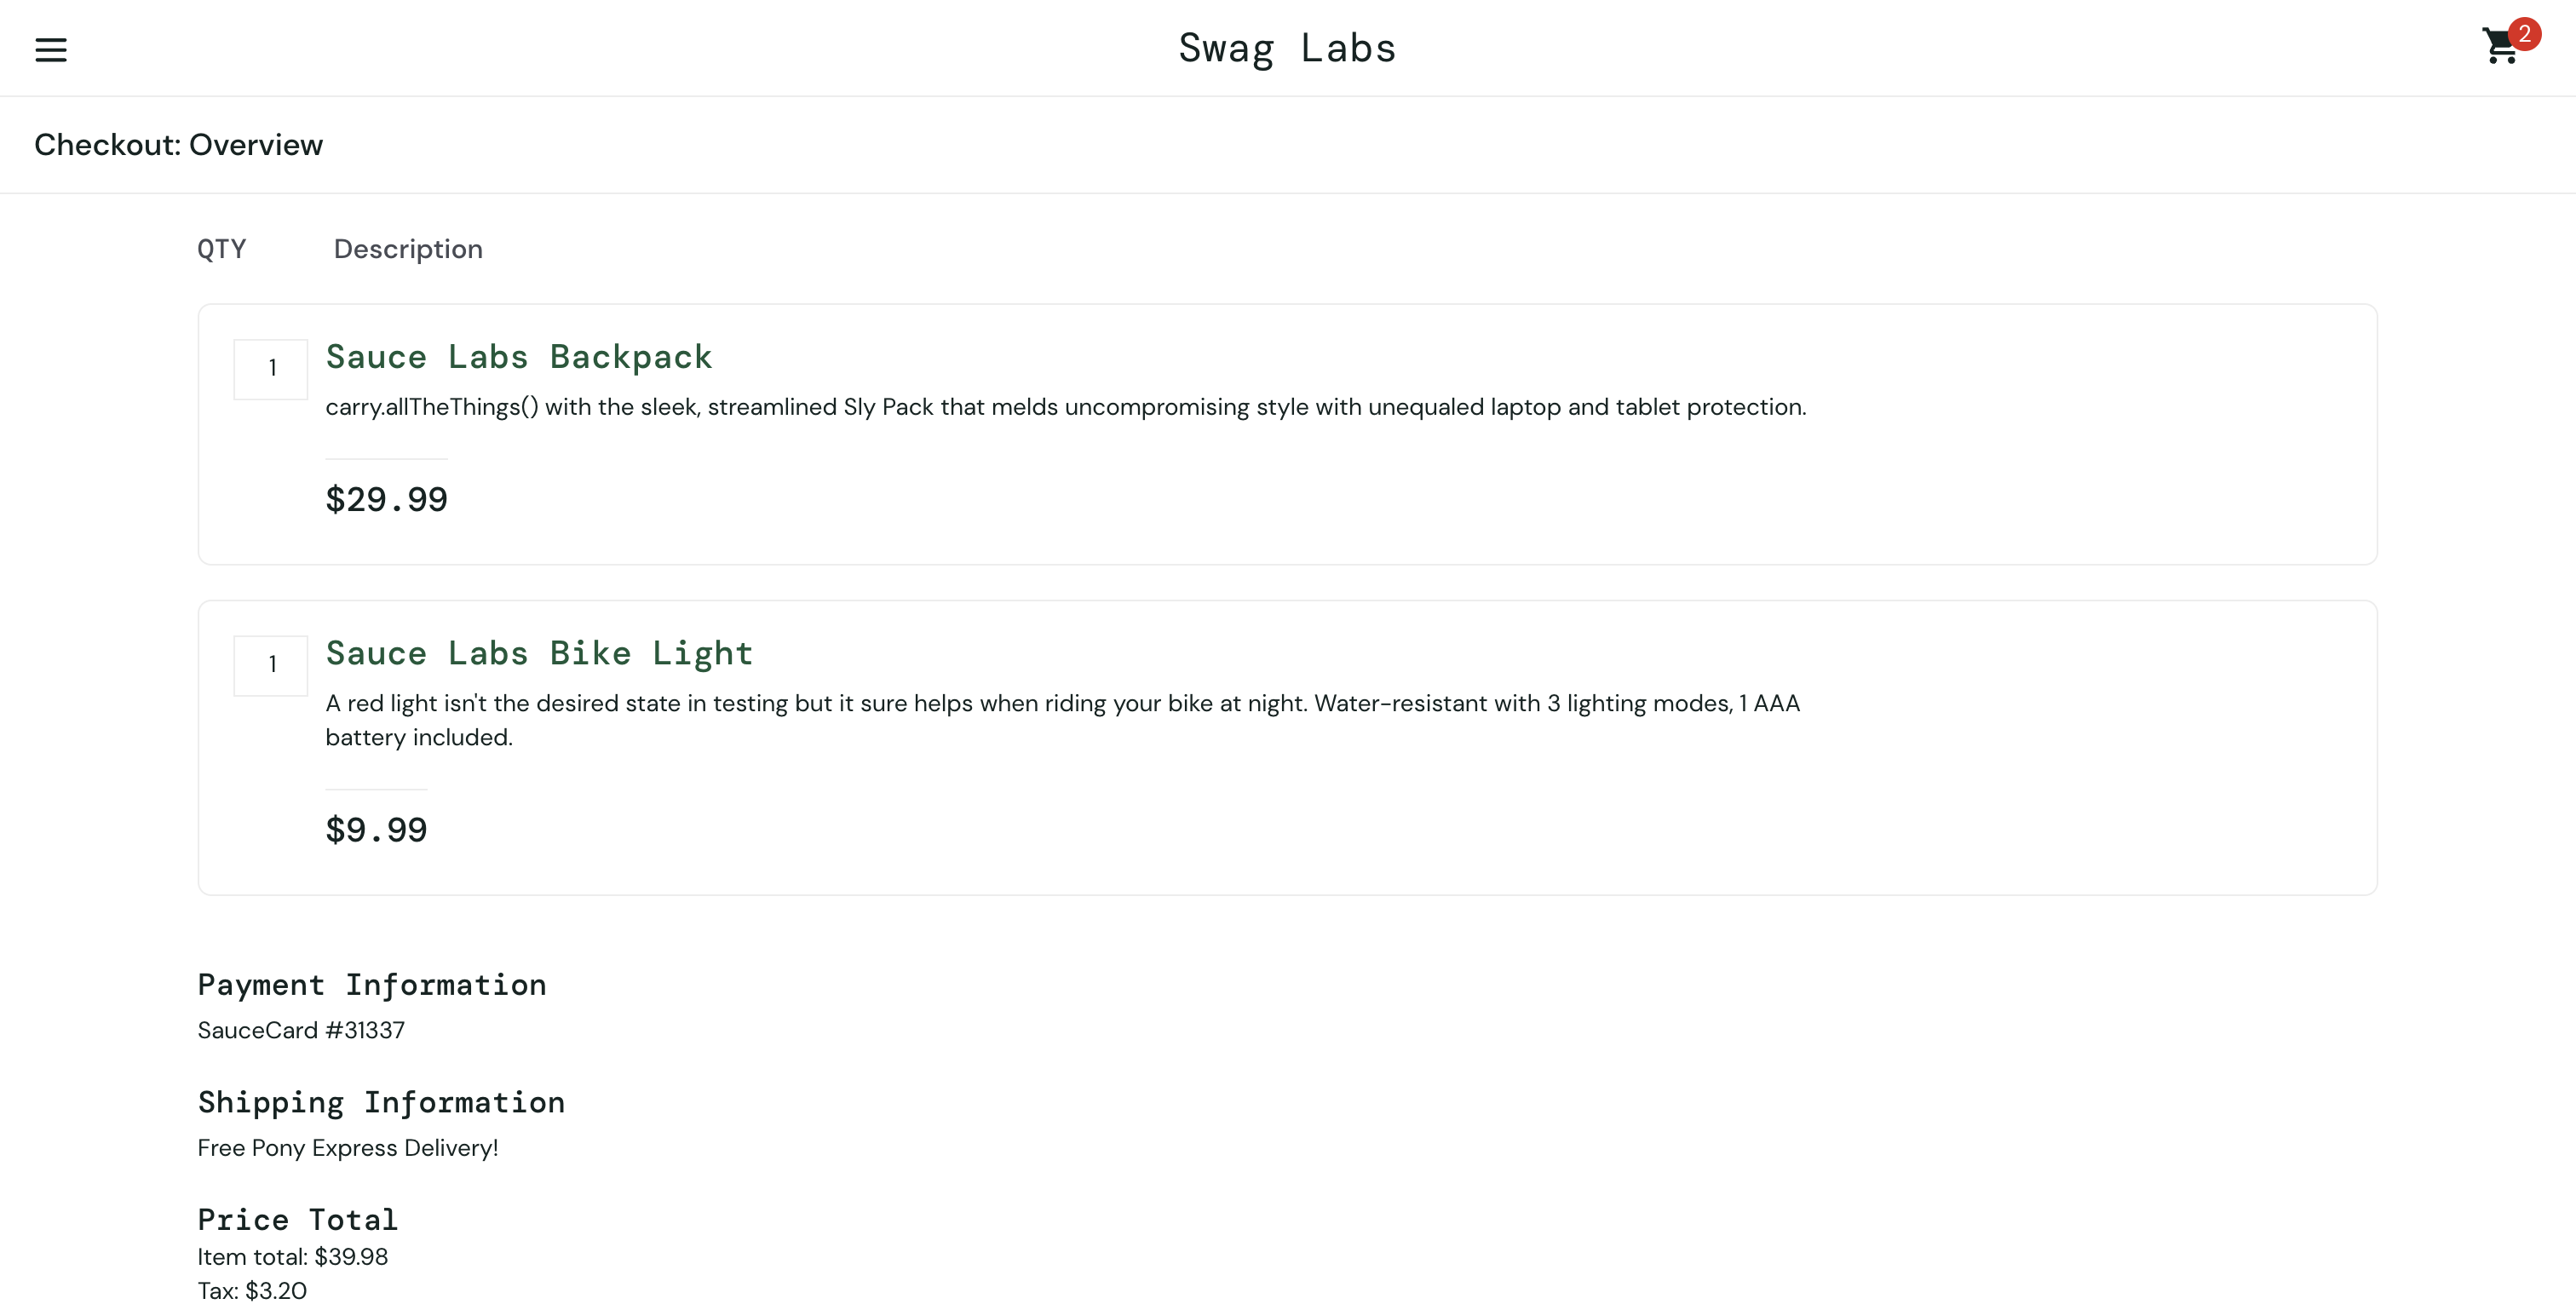 Swag Labs
2
Checkout: Overview
QTY Description
1
Sauce Labs Backpack
carry.allTheThings() with the sleek, streamlined Sly Pack that melds uncompromising style with unequaled laptop and tablet protection.
$29.99
1
Sauce Labs Bike Light
A red light isn't the desired state in testing but it sure helps when riding your bike at night. Water-resistant with 3 lighting modes, 1 AAA
battery included.
$9.99
Payment Information
SauceCard #31337
Shipping Information
Free Pony Express Delivery!
Price Total
Item total: $39.98
Tax: $3.20